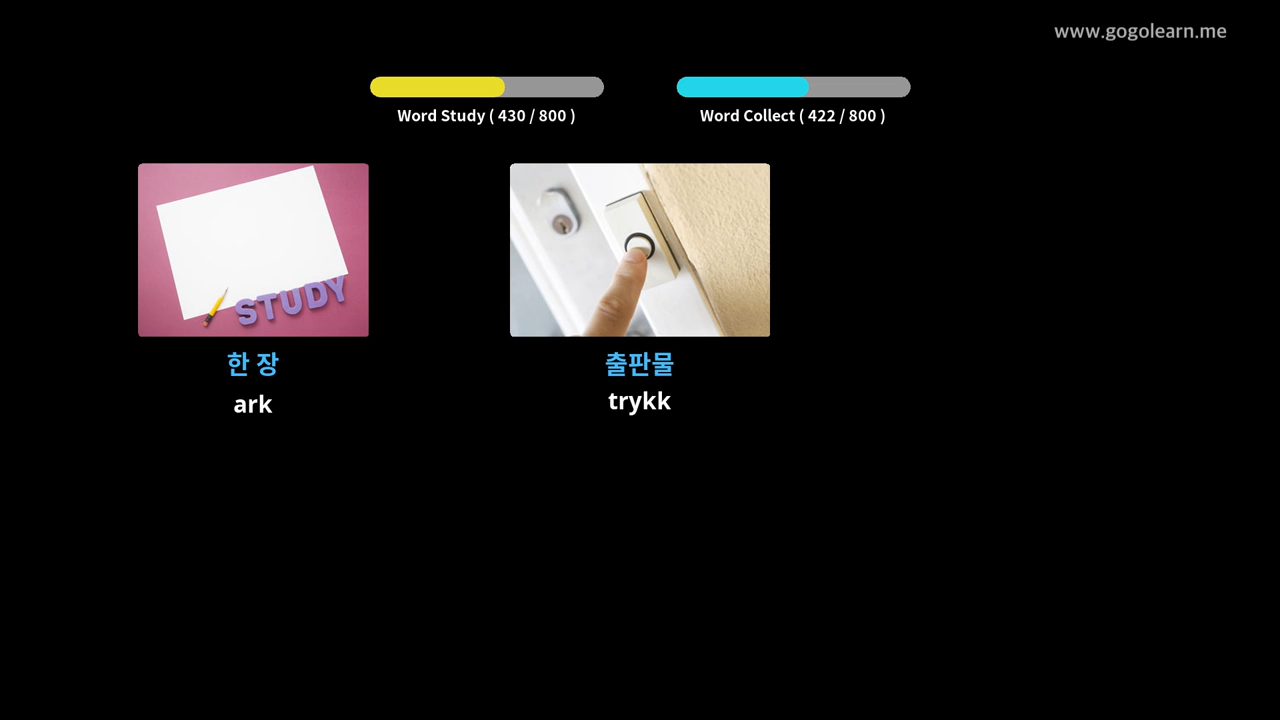 www.gogolearn.me
Word Study ( 430 / 800 )
Word Collect ( 422 / 800 )
STUDY
한 장
ark
출판물
trykk